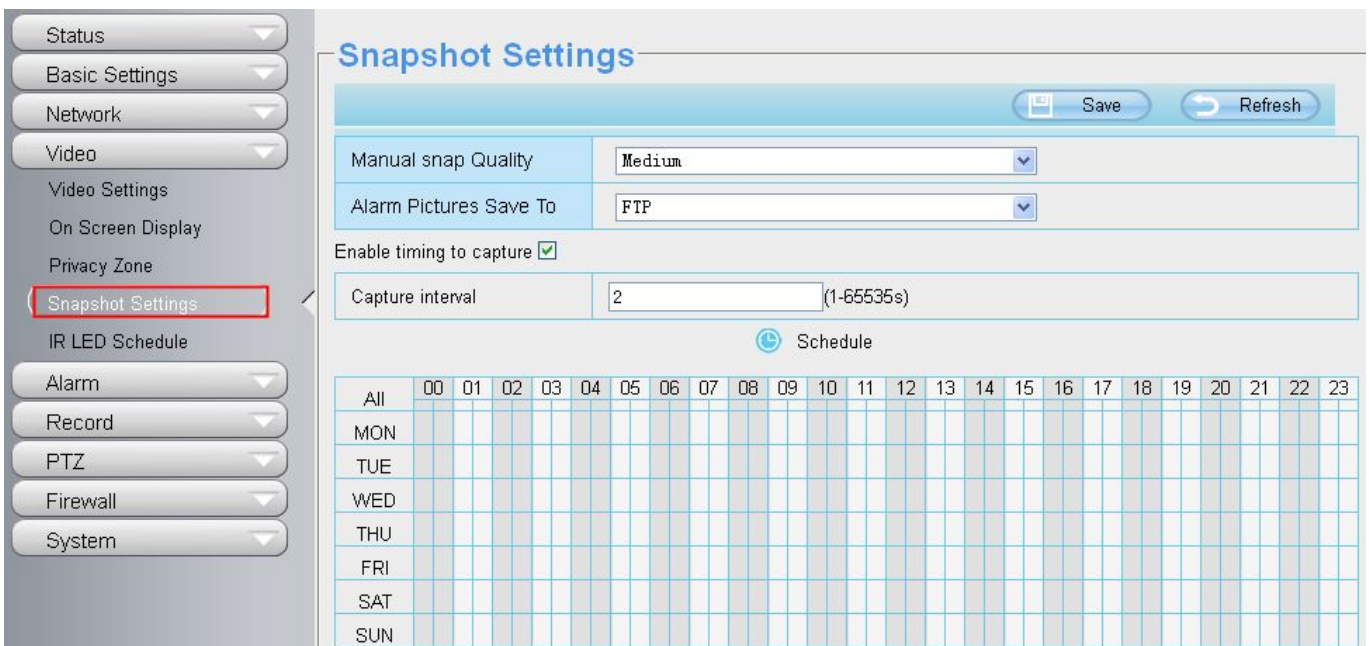 Status
Basic Settings
Network
Video
Video Settings
On Screen Display
Privacy Zone
Snapshot Settings
IR LED Schedule
Alarm
Record
PTZ
Firewall
System
Snapshot Settings
Save Refresh
Manual snap Quality Medium
Alarm Pictures Save To FTP
Enable timing to capture
Capture interval 2 (1-65535s)
Schedule
All 00 01 02 03 04 05 06 07 08 09 10 11 12 13 14 15 16 17 18 19 20 21 22 23
MON
TUE
WED
THU
FRI
SAT
SUN